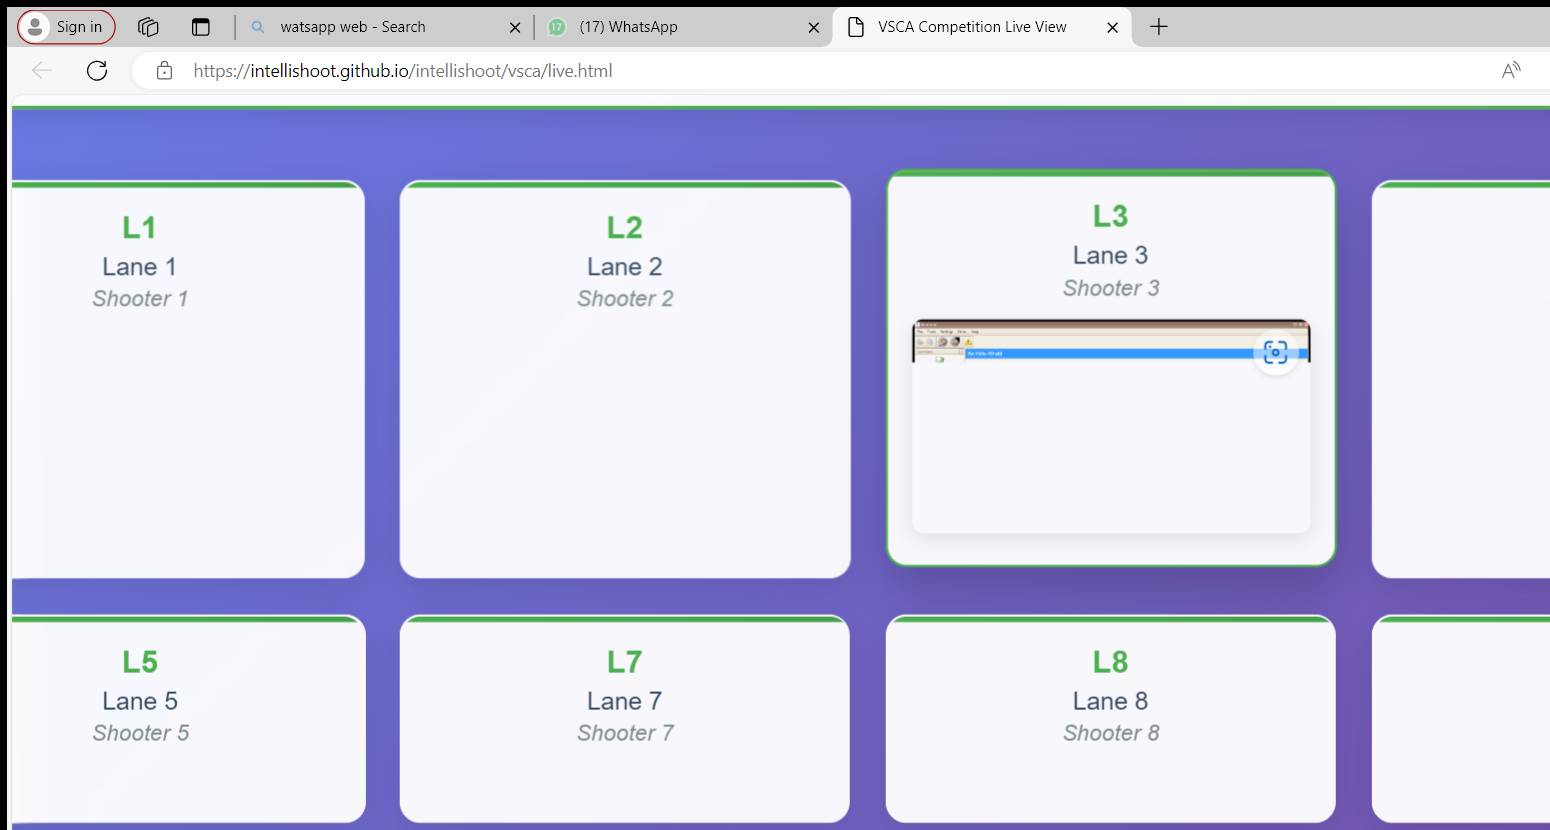 Sign in
watsapp web - Search
17
(17) WhatsApp
VSCA Competition Live View
https://intellishoot.github.io/intellishoot/vsca/live.html
L1
Lane 1
Shooter 1
L2
Lane 2
Shooter 2
L3
Lane 3
Shooter 3
L5
Lane 5
Shooter 5
L7
Lane 7
Shooter 7
L8
Lane 8
Shooter 8